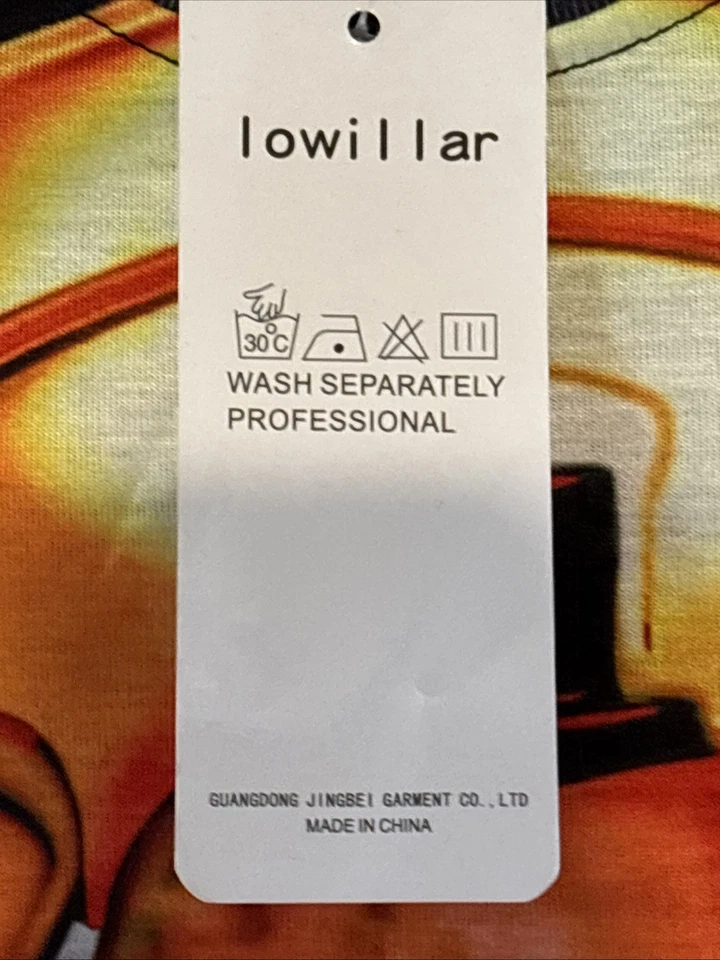 lowillar
30°C
WASH SEPARATELY
PROFESSIONAL
GUANGDONG JINGBEI GARMENT CO.,LTD
MADE IN CHINA